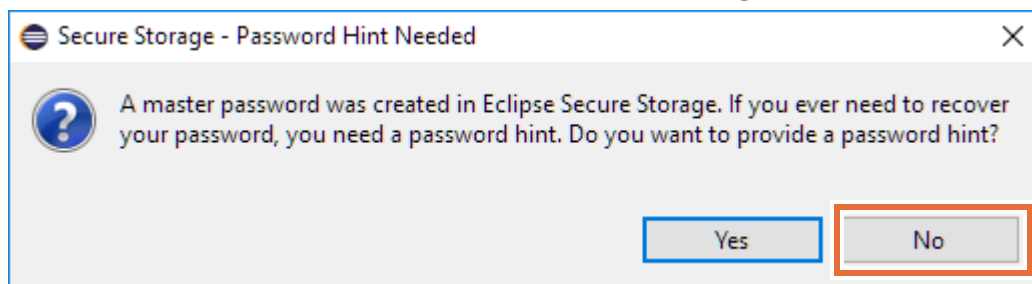 Secure Storage - Password Hint Needed
A master password was created in Eclipse Secure Storage. If you ever need to recover
your password, you need a password hint. Do you want to provide a password hint?
Yes No